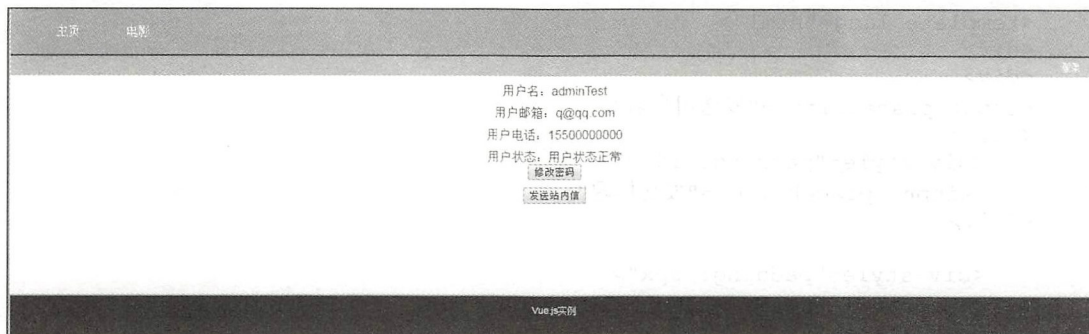 主页 电影
用户名：adminTest
用户邮箱：q@qq.com
用户电话：15500000000
用户状态：用户状态正常
修改密码
发送站内信
Vue.js实例